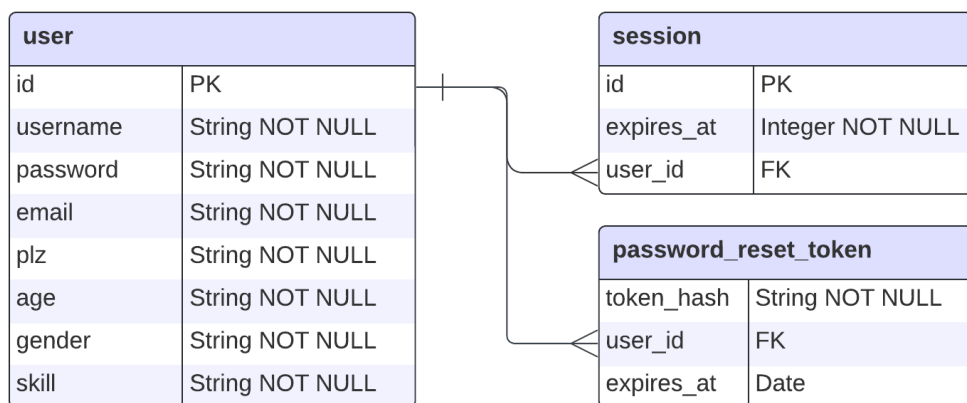 user
id PK
username String NOT NULL
password String NOT NULL
email String NOT NULL
plz String NOT NULL
age String NOT NULL
gender String NOT NULL
skill String NOT NULL
session
id PK
expires_at Integer NOT NULL
user_id FK
password_reset_token
token_hash String NOT NULL
user_id FK
expires_at Date